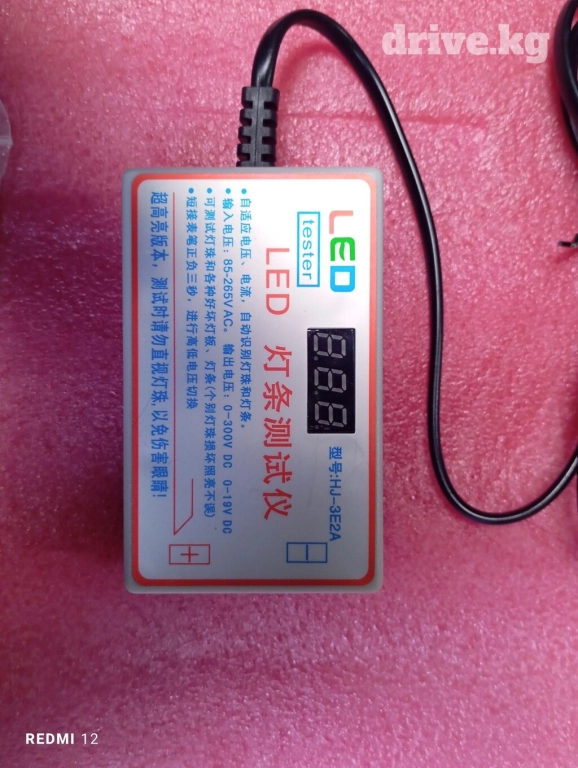 drive.kg
LED
tester
LED 灯条测试仪
888
型号:HJ-3E2A
•自适应电压、电流，自动识别灯珠和灯条。
•输入电压：85-265VAC。输出电压：0-300V DC 0-19V DC
•可测试灯珠和各种好坏灯板、灯条(个别灯珠损坏照亮不误)
•短接表笔正负三秒，进行高低电压切换
超高亮版本，测试时请勿直视灯珠,以免伤害眼睛!
+
−
REDMI 12